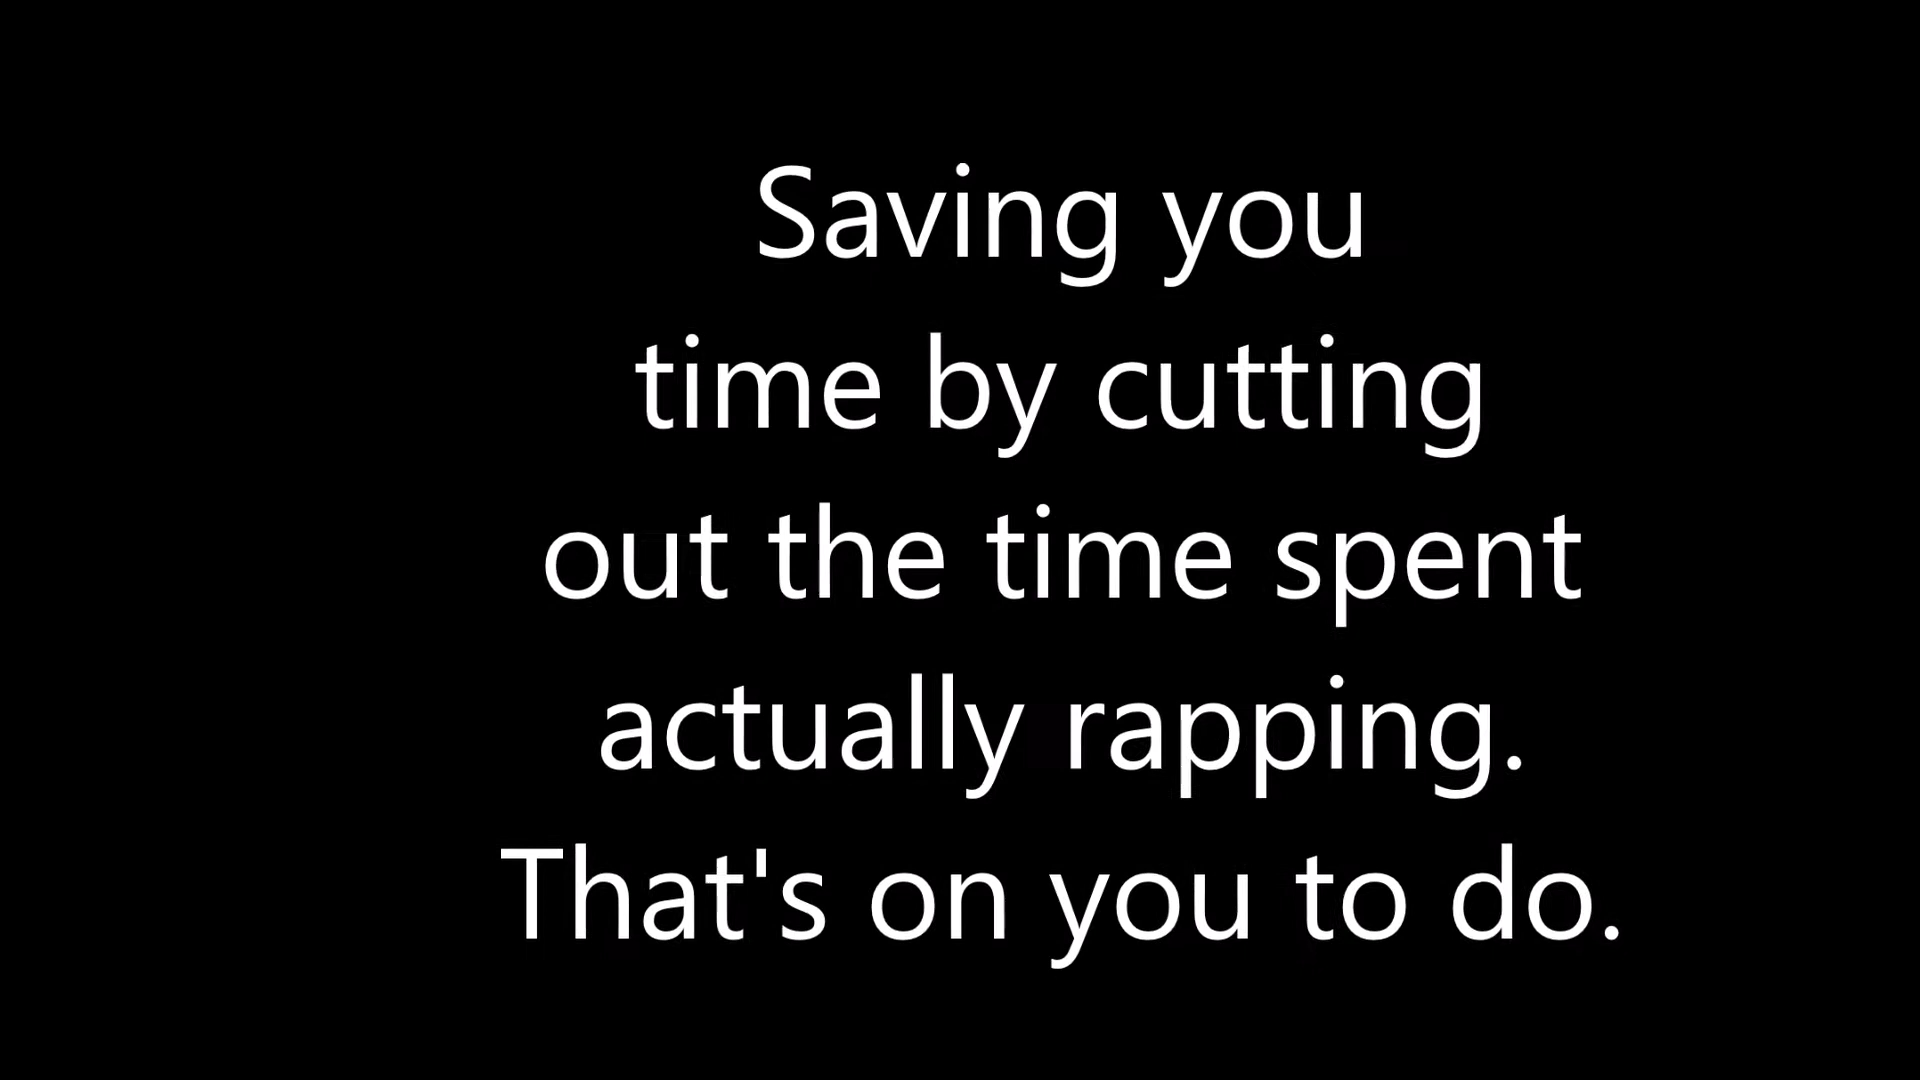 Saving you
time by cutting
out the time spent
actually rapping.
That's on you to do.